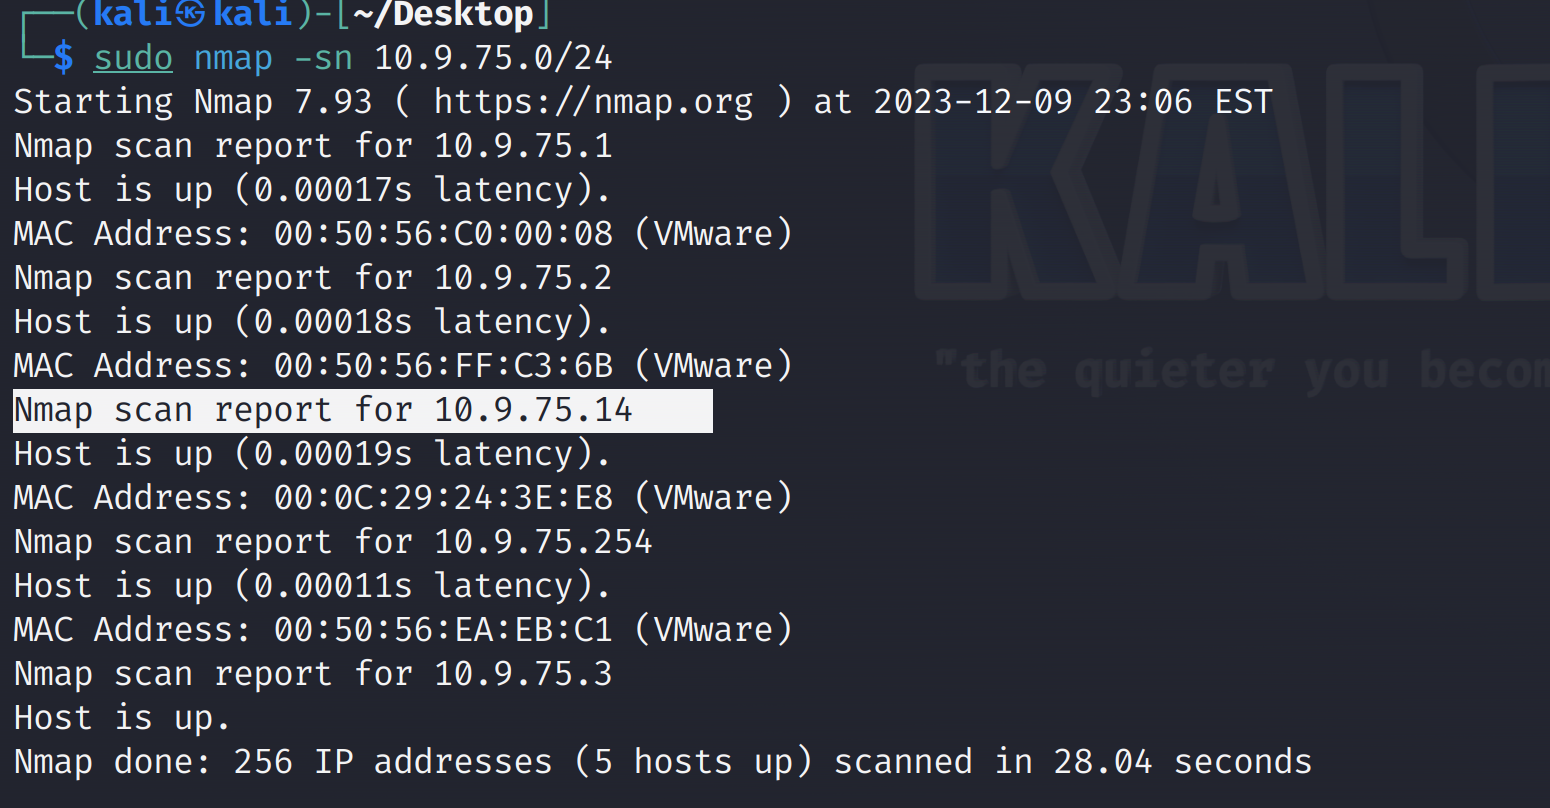 ┌──(kali㉿kali)-[~/Desktop]
└─$ sudo nmap -sn 10.9.75.0/24
Starting Nmap 7.93 ( https://nmap.org ) at 2023-12-09 23:06 EST
Nmap scan report for 10.9.75.1
Host is up (0.00017s latency).
MAC Address: 00:50:56:C0:00:08 (VMware)
Nmap scan report for 10.9.75.2
Host is up (0.00018s latency).
MAC Address: 00:50:56:FF:C3:6B (VMware)
Nmap scan report for 10.9.75.14
Host is up (0.00019s latency).
MAC Address: 00:0C:29:24:3E:E8 (VMware)
Nmap scan report for 10.9.75.254
Host is up (0.00011s latency).
MAC Address: 00:50:56:EA:EB:C1 (VMware)
Nmap scan report for 10.9.75.3
Host is up.
Nmap done: 256 IP addresses (5 hosts up) scanned in 28.04 seconds
KAL
"the quieter you